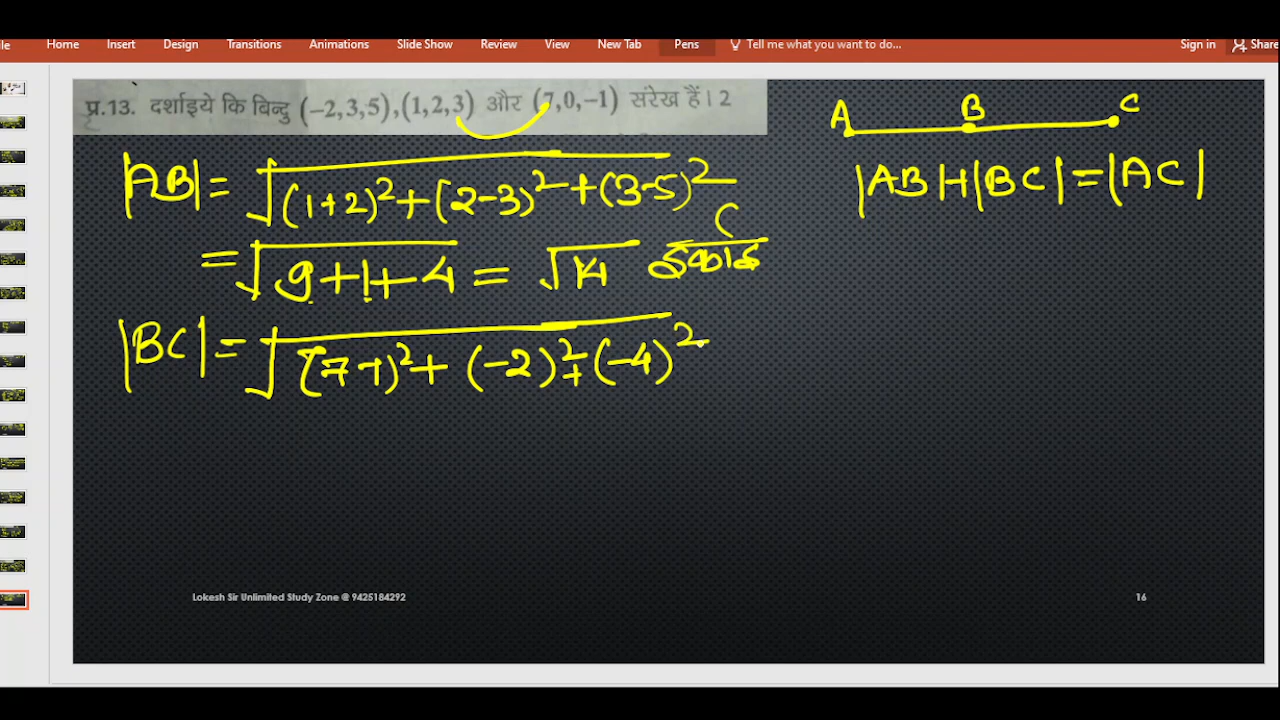 ile Home Insert Design Transitions Animations Slide Show Review View New Tab Pens Tell me what you want to do... Sign in Share
प्र.13. दर्शाइये कि बिन्दु (−2,3,5),(1,2,3) और (7,0,−1) संरेख हैं। 2
A B C
|AB| = √(1+2)²+(2-3)²+(3-5)²
|AB|+|BC|=|AC|
= √9+1+4 = √14 इकाई
|BC| = √(7-1)²+(-2)²+(-4)²
Lokesh Sir Unlimited Study Zone @ 9425184292 16